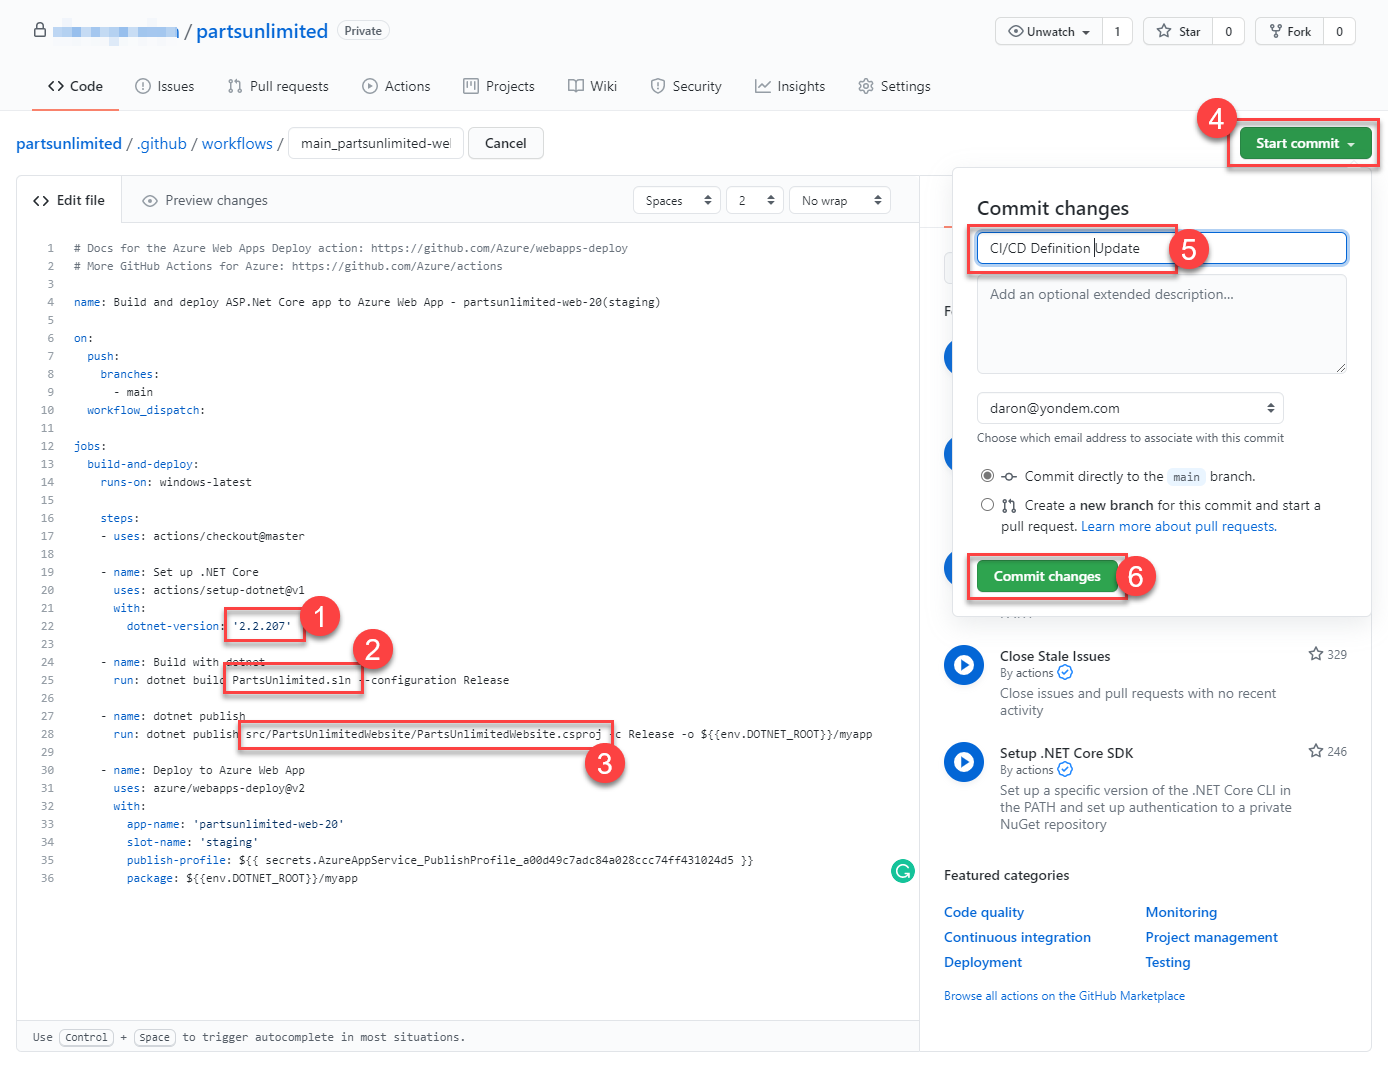 / partsunlimited Private
Unwatch 1 Star 0 Fork 0
Code Issues Pull requests Actions Projects Wiki Security Insights Settings
partsunlimited / .github / workflows / main_partsunlimited-we Cancel
4
Start commit
Edit file Preview changes Spaces 2 No wrap
1 # Docs for the Azure Web Apps Deploy action: https://github.com/Azure/webapps-deploy
2 # More GitHub Actions for Azure: https://github.com/Azure/actions
3
4 name: Build and deploy ASP.Net Core app to Azure Web App - partsunlimited-web-20(staging)
5
6 on:
7 push:
8 branches:
9 - main
10 workflow_dispatch:
11
12 jobs:
13 build-and-deploy:
14 runs-on: windows-latest
15
16 steps:
17 - uses: actions/checkout@master
18
19 - name: Set up .NET Core
20 uses: actions/setup-dotnet@v1
21 with:
22 dotnet-version: '2.2.207'
1
23
24 - name: Build with dotnet
2
25 run: dotnet build PartsUnlimited.sln --configuration Release
26
27 - name: dotnet publish
28 run: dotnet publish src/PartsUnlimitedWebsite/PartsUnlimitedWebsite.csproj -c Release -o ${{env.DOTNET_ROOT}}/myapp
3
29
30 - name: Deploy to Azure Web App
31 uses: azure/webapps-deploy@v2
32 with:
33 app-name: 'partsunlimited-web-20'
34 slot-name: 'staging'
35 publish-profile: ${{ secrets.AzureAppService_PublishProfile_a00d49c7adc84a028ccc74ff431024d5 }}
36 package: ${{env.DOTNET_ROOT}}/myapp
Use Control + Space to trigger autocomplete in most situations.
Commit changes
CI/CD Definition Update
5
Add an optional extended description...
daron@yondem.com
Choose which email address to associate with this commit
Commit directly to the main branch.
Create a new branch for this commit and start a
pull request. Learn more about pull requests.
Commit changes
6
Close Stale Issues 329
By actions
Close issues and pull requests with no recent
activity
Setup .NET Core SDK 246
By actions
Set up a specific version of the .NET Core CLI in
the PATH and set up authentication to a private
NuGet repository
Featured categories
Code quality Monitoring
Continuous integration Project management
Deployment Testing
Browse all actions on the GitHub Marketplace